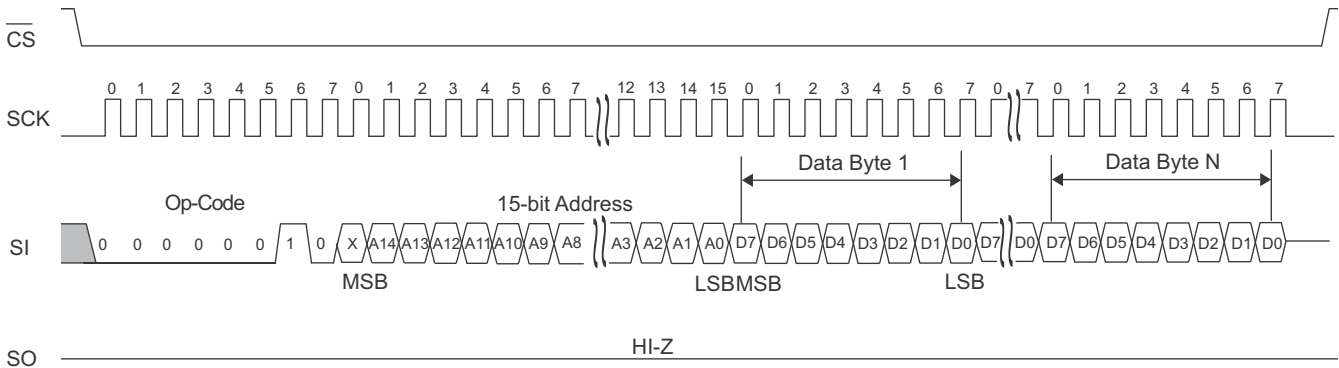 CS
0 1 2 3 4 5 6 7 0 1 2 3 4 5 6 7 12 13 14 15 0 1 2 3 4 5 6 7 0 7 0 1 2 3 4 5 6 7
SCK
Data Byte 1 Data Byte N
Op-Code 15-bit Address
SI 0 0 0 0 0 0 1 0 X A14 A13 A12 A11 A10 A9 A8 A3 A2 A1 A0 D7 D6 D5 D4 D3 D2 D1 D0 D7 D0 D7 D6 D5 D4 D3 D2 D1 D0
MSB LSB MSB LSB
HI-Z
SO